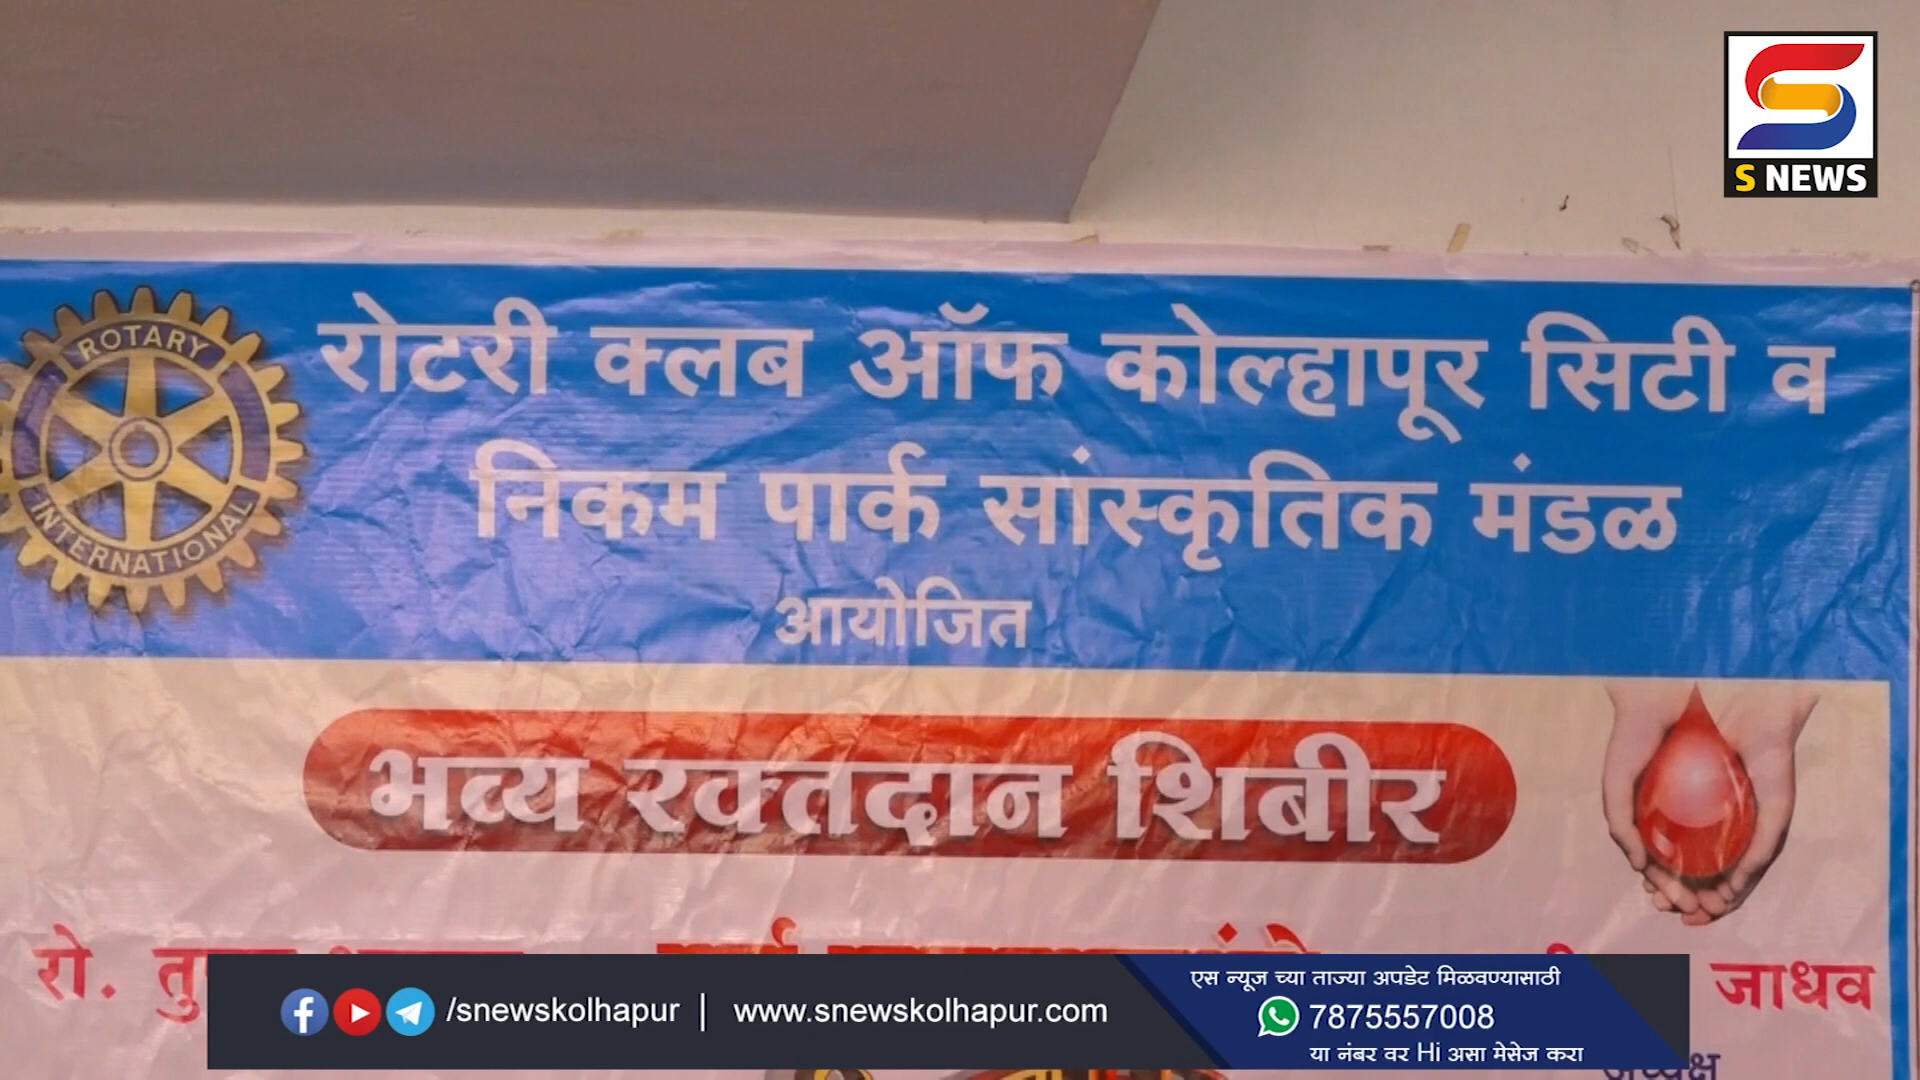 S NEWS
ROTARY
INTERNATIONAL
रोटरी क्लब ऑफ कोल्हापूर सिटी व
निकम पार्क सांस्कृतिक मंडळ
आयोजित
भव्य रक्तदान शिबीर
रो. जाधव
/snewskolhapur | www.snewskolhapur.com
एस न्यूज च्या ताज्या अपडेट मिळवण्यासाठी
7875557008
या नंबर वर Hi असा मेसेज करा